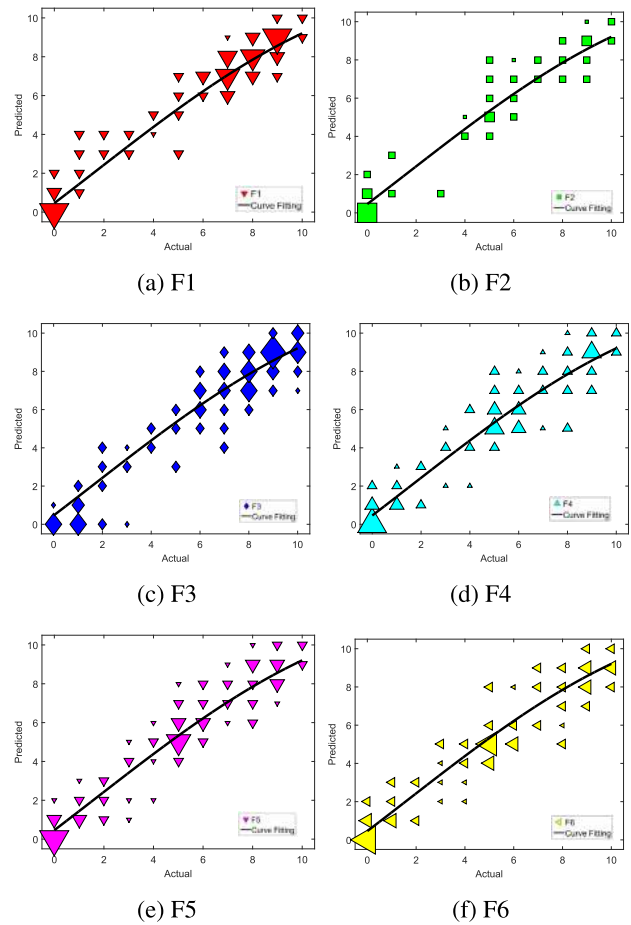 10
8
6
4
2
0
Predicted
F1
Curve Fitting
0 2 4 6 8 10
Actual
(a) F1
10
8
6
4
2
0
Predicted
F2
Curve Fitting
0 2 4 6 8 10
Actual
(b) F2
10
8
6
4
2
0
Predicted
F3
Curve Fitting
0 2 4 6 8 10
Actual
(c) F3
10
8
6
4
2
0
Predicted
F4
Curve Fitting
0 2 4 6 8 10
Actual
(d) F4
10
8
6
4
2
0
Predicted
F5
Curve Fitting
0 2 4 6 8 10
Actual
(e) F5
10
8
6
4
2
0
Predicted
F6
Curve Fitting
0 2 4 6 8 10
Actual
(f) F6